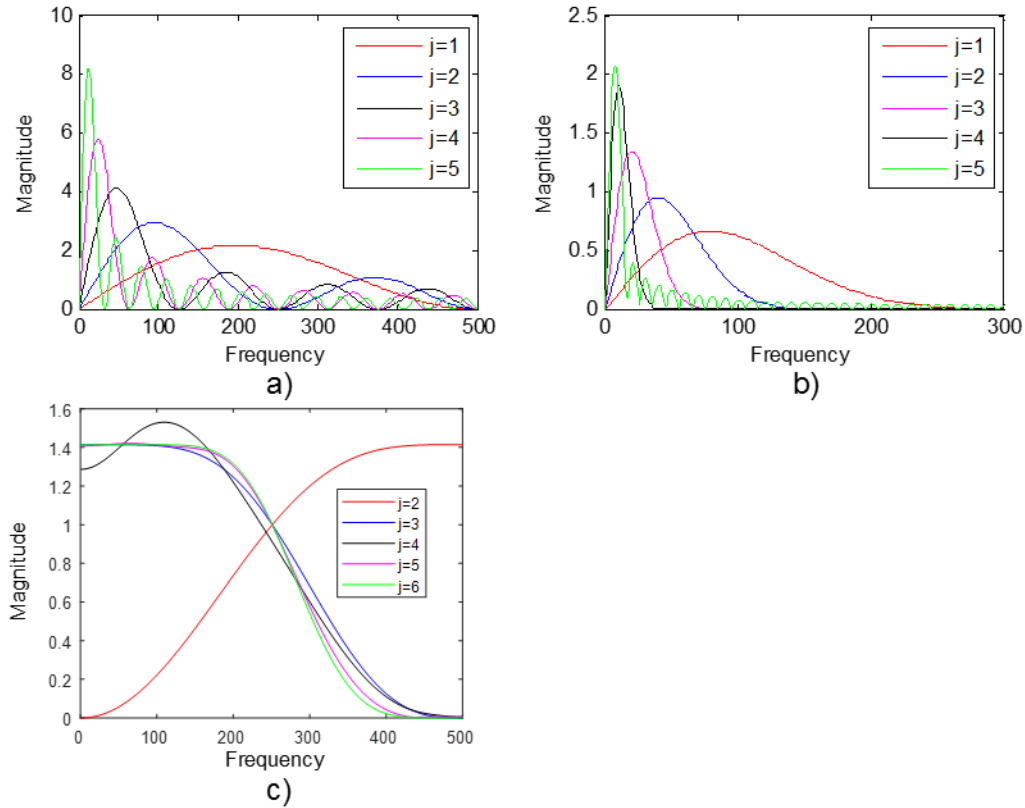 10
8
6
4
2
0
Magnitude
0 100 200 300 400 500
Frequency
j=1
j=2
j=3
j=4
j=5
a)
2.5
2
1.5
1
0.5
0
Magnitude
0 100 200 300
Frequency
j=1
j=2
j=3
j=4
j=5
b)
1.6
1.4
1.2
1
0.8
0.6
0.4
0.2
0
Magnitude
0 100 200 300 400 500
Frequency
j=2
j=3
j=4
j=5
j=6
c)